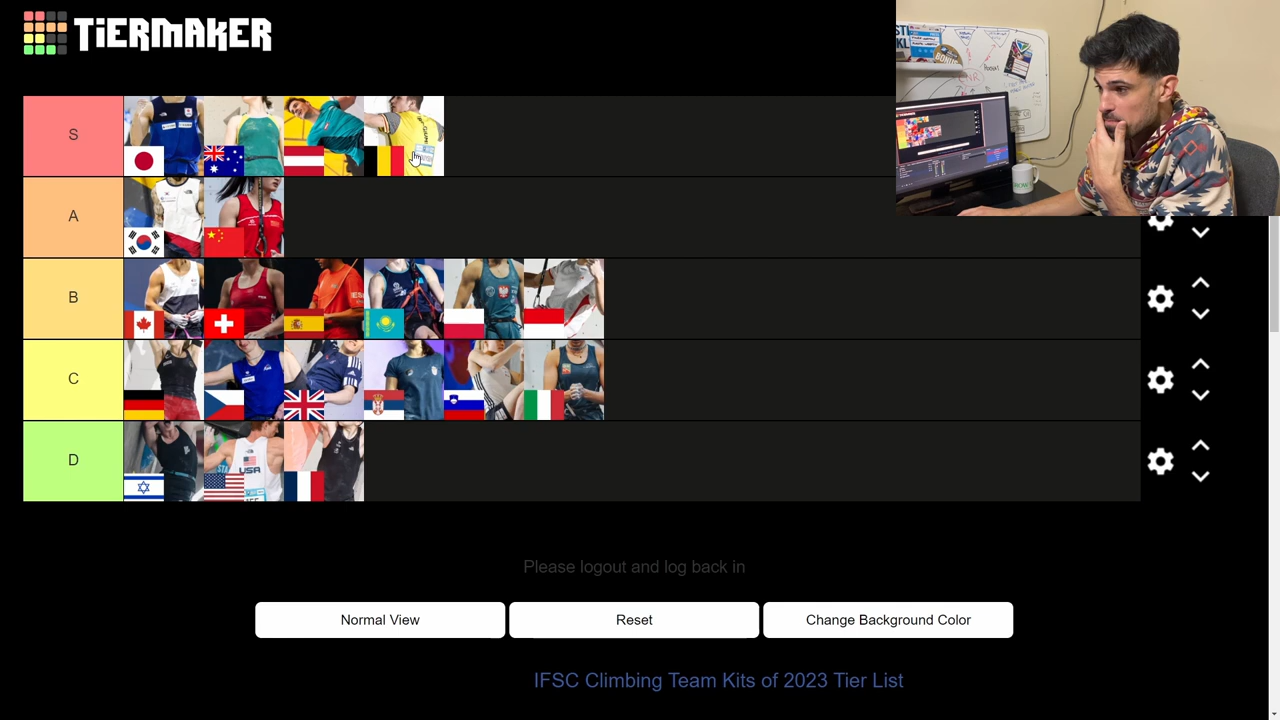 TiERMAKER
S
A
B
C
D
USA
Please logout and log back in
Normal View
Reset
Change Background Color
IFSC Climbing Team Kits of 2023 Tier List